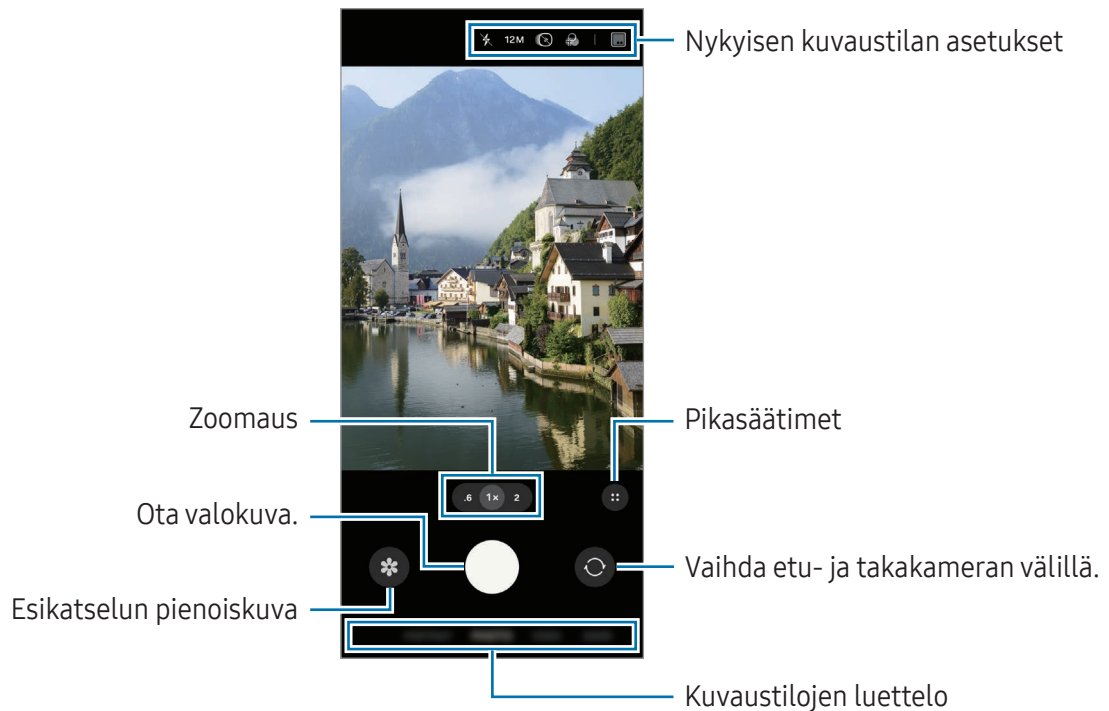 12M
Nykyisen kuvaustilan asetukset
Zoomaus
Pikasäätimet
.6 1× 2
Ota valokuva.
Vaihda etu- ja takakameran välillä.
Esikatselun pienoiskuva
Kuvaustilojen luettelo